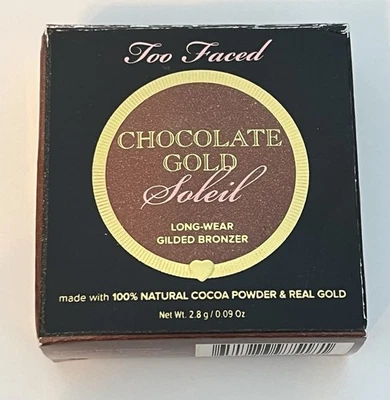 Too Faced
CHOCOLATE
GOLD
Soleil
LONG-WEAR
GILDED BRONZER
made with 100% NATURAL COCOA POWDER & REAL GOLD
Net Wt. 2.8 g / 0.09 Oz